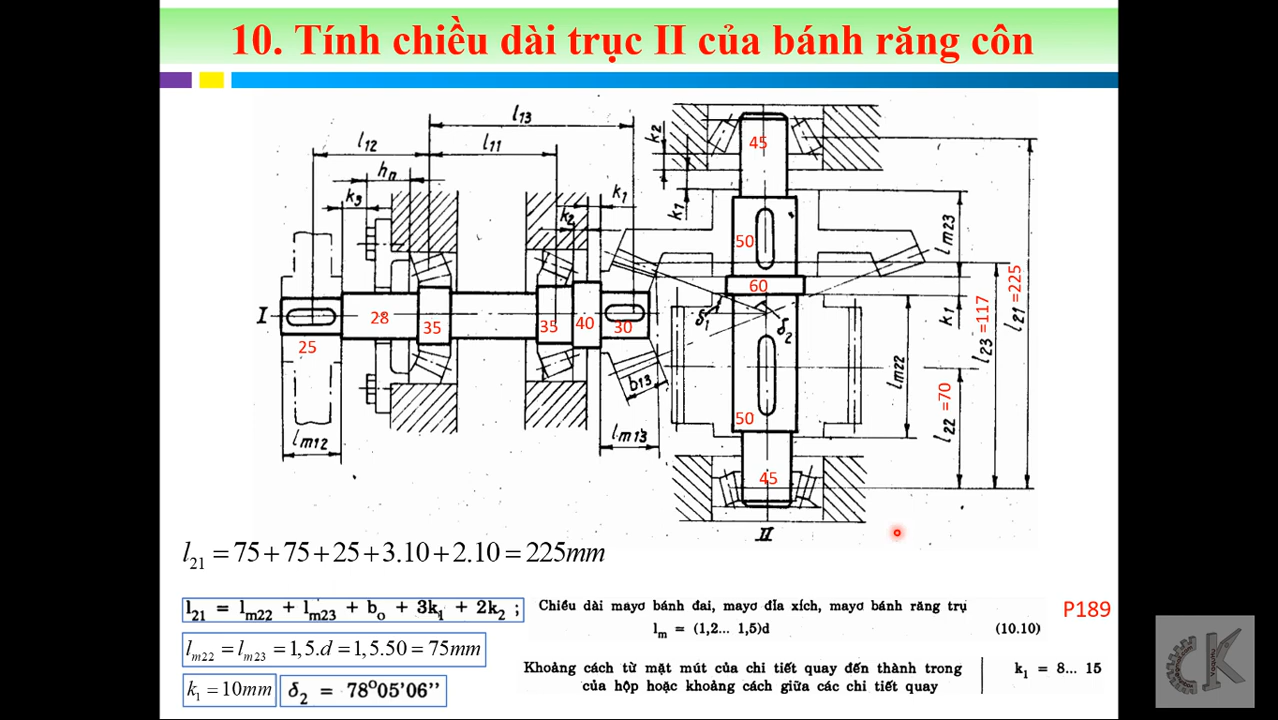 10. Tính chiều dài trục II của bánh răng côn
l13
l12
l11
hn
k3
k2
k1
k2
k1
45
50
60
lm23
l21 =225
k1
l23 =117
I
28
35
35
40
30
25
δ1
δ2
b13
lm22
l22 =70
50
lm12
lm13
45
II
l21 = 75 + 75 + 25 + 3.10 + 2.10 = 225mm
l21 = lm22 + lm23 + bo + 3k1 + 2k2 ;
Chiều dài mayơ bánh đai, mayơ đĩa xích, mayơ bánh răng trụ
P189
lm = (1,2... 1,5)d (10.10)
lm22 = lm23 = 1,5.d = 1,5.50 = 75mm
Khoảng cách từ mặt mút của chi tiết quay đến thành trong
của hộp hoặc khoảng cách giữa các chi tiết quay
k1 = 8... 15
k1 = 10mm
δ2 = 78°05'06''
CK